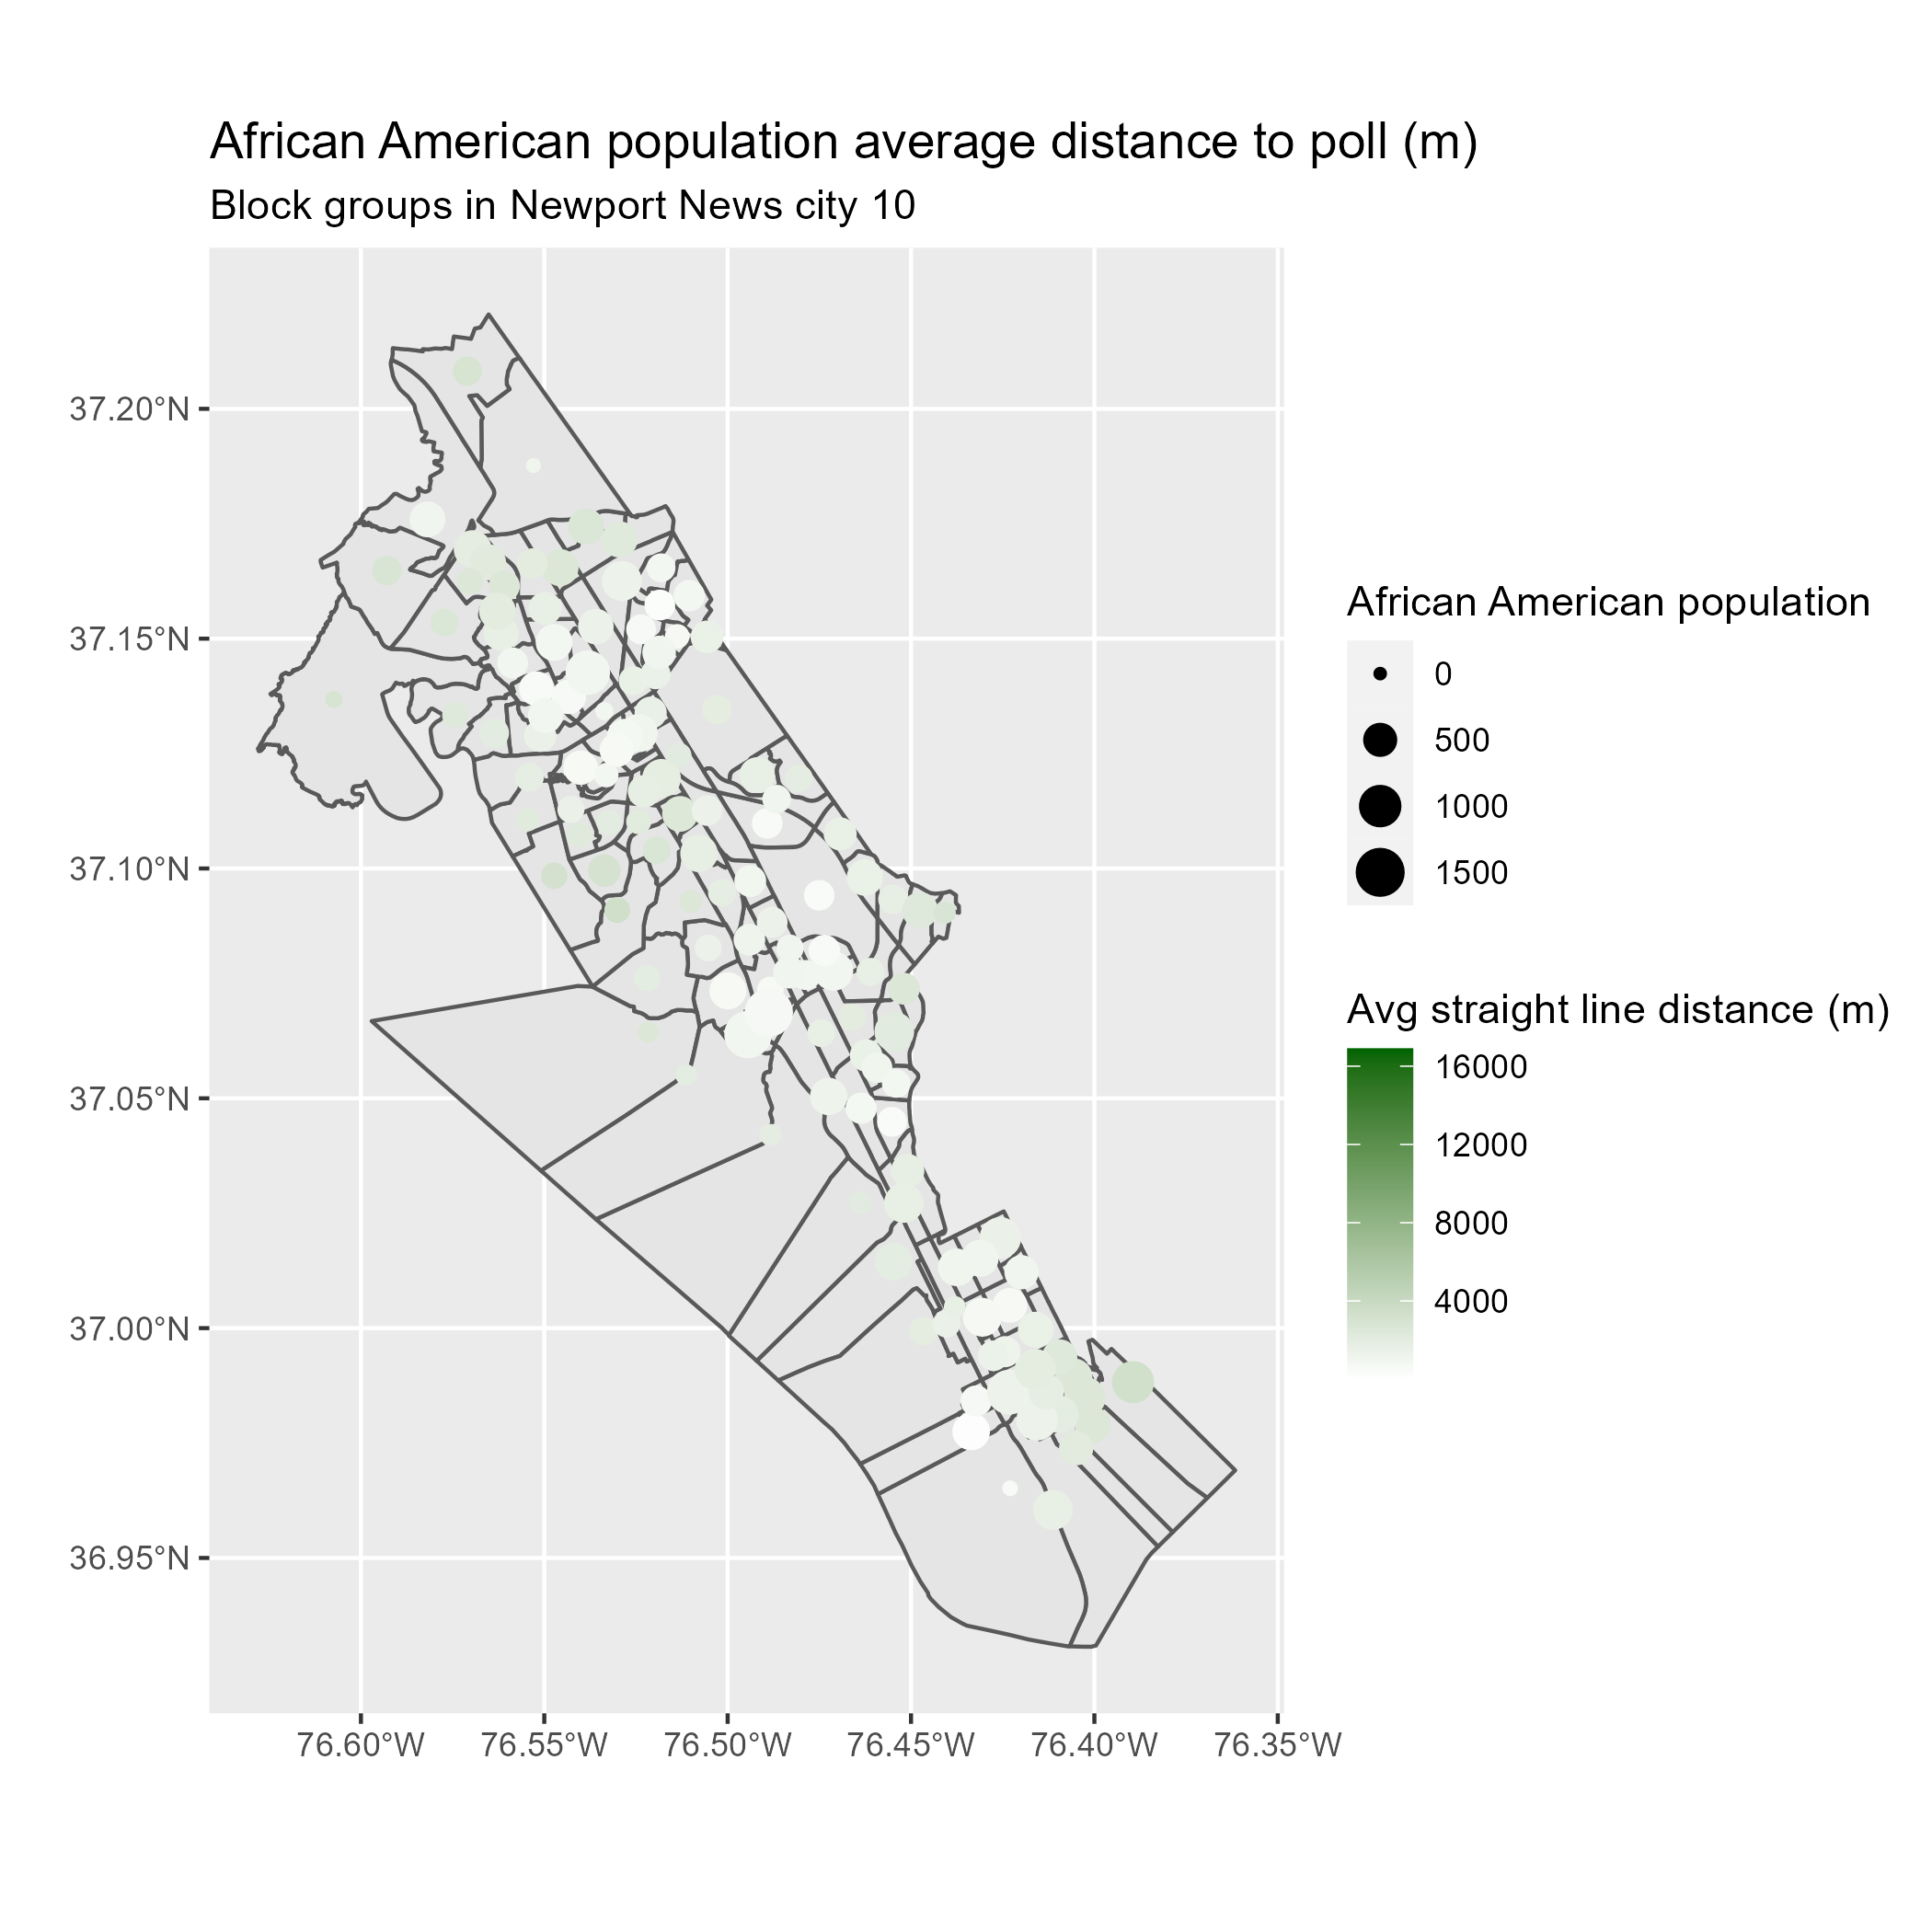 African American population average distance to poll (m)
Block groups in Newport News city 10
37.20°N
37.15°N
37.10°N
37.05°N
37.00°N
36.95°N
76.60°W
76.55°W
76.50°W
76.45°W
76.40°W
76.35°W
African American population
0
500
1000
1500
Avg straight line distance (m)
16000
12000
8000
4000